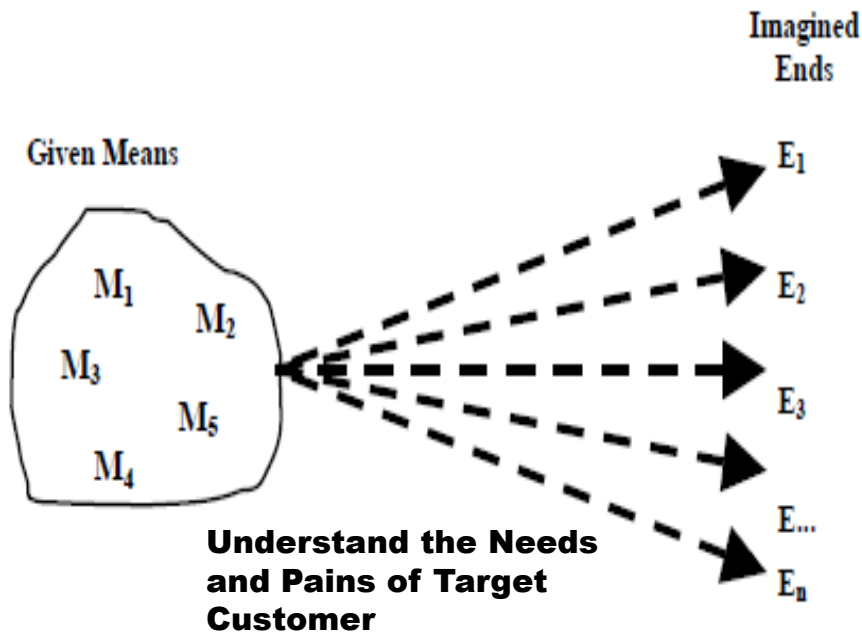 Imagined
Ends
Given Means
E₁
M₁
E₂
M₂
M₃
E₃
M₅
M₄
E...
Understand the Needs
and Pains of Target
Customer
Eₙ